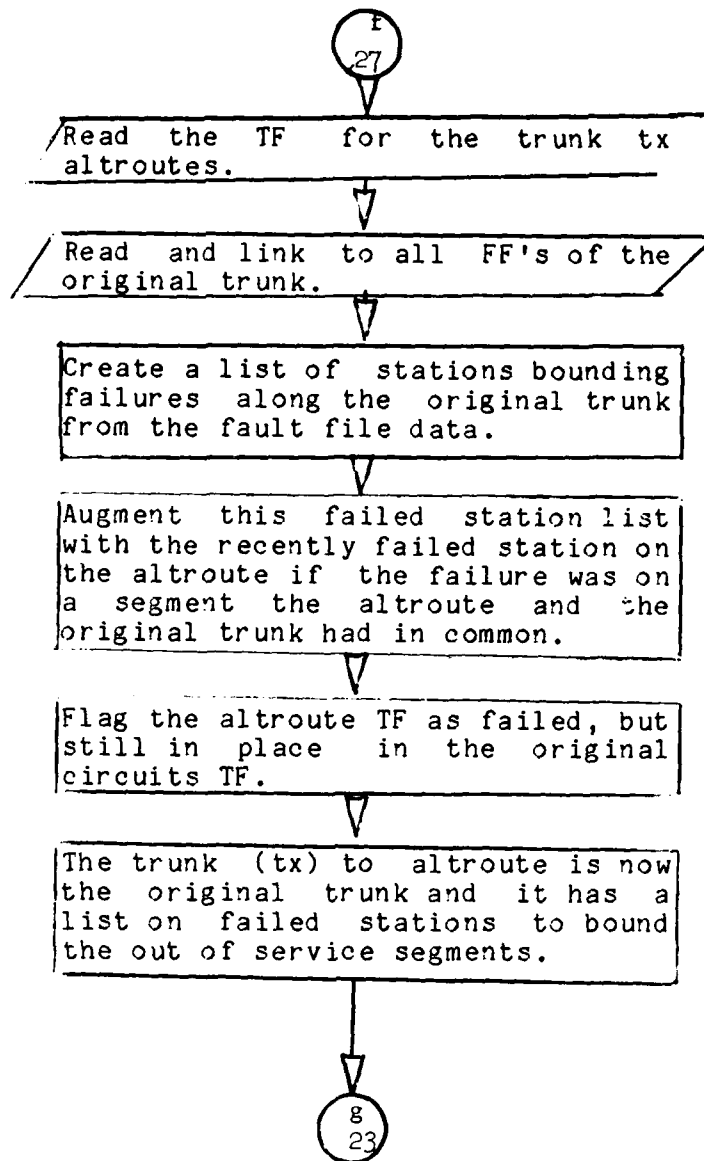 f
27
Read the TF for the trunk tx
altroutes.
Read and link to all FF's of the
original trunk.
Create a list of stations bounding
failures along the original trunk
from the fault file data.
Augment this failed station list
with the recently failed station on
the altroute if the failure was on
a segment the altroute and the
original trunk had in common.
Flag the altroute TF as failed, but
still in place in the original
circuits TF.
The trunk (tx) to altroute is now
the original trunk and it has a
list on failed stations to bound
the out of service segments.
g
23